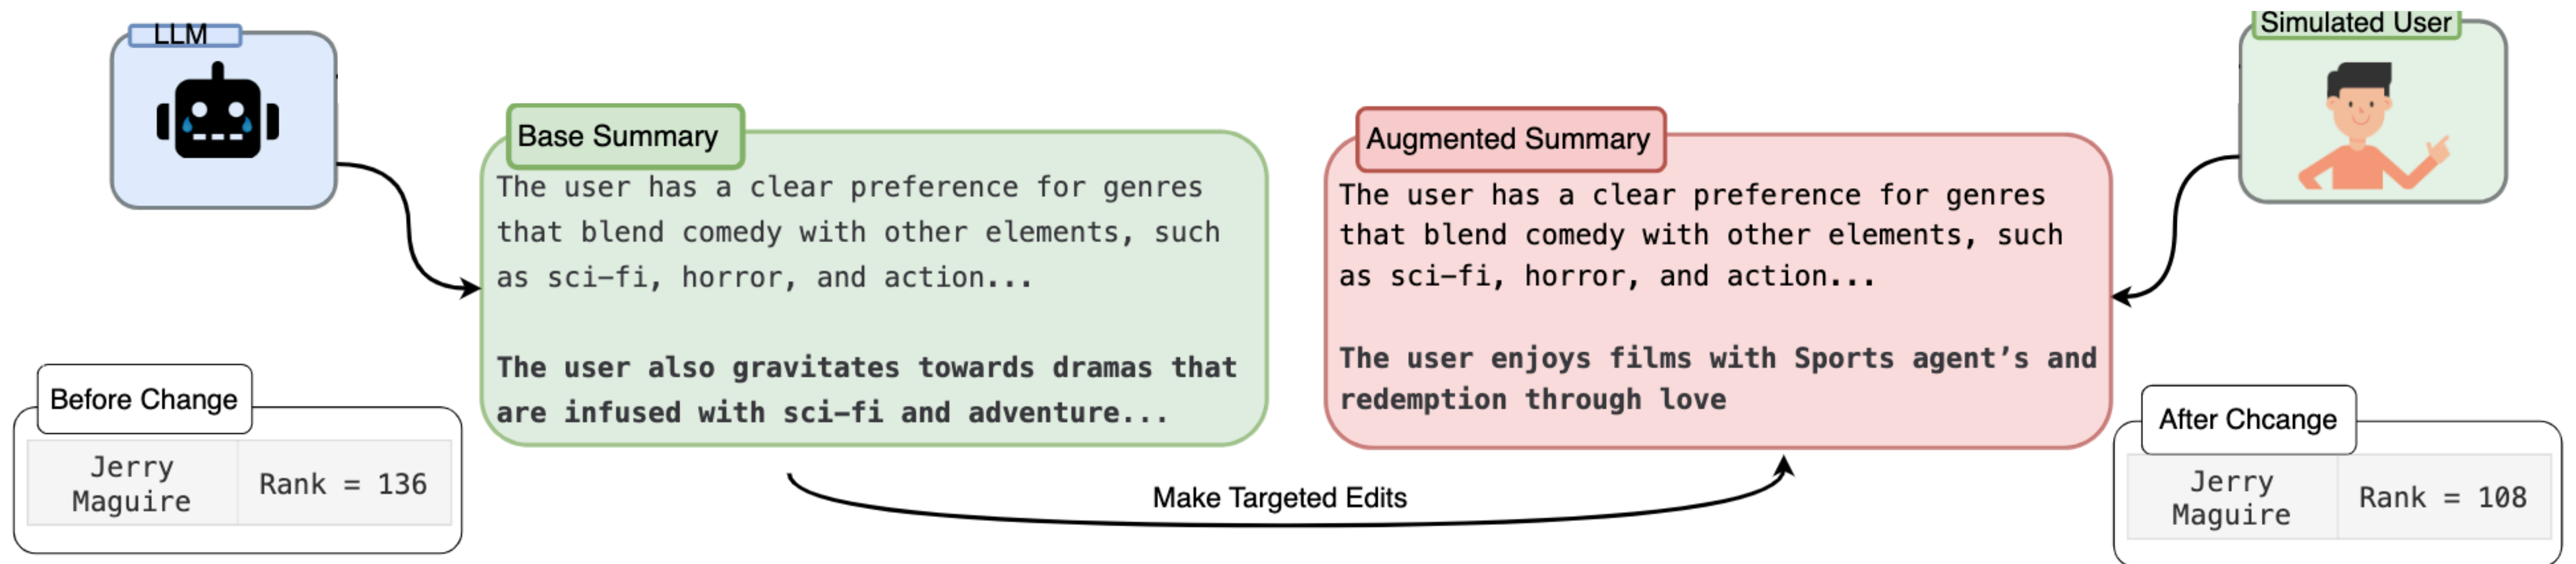 LLM
Simulated User
Base Summary
The user has a clear preference for genres
that blend comedy with other elements, such
as sci-fi, horror, and action...
The user also gravitates towards dramas that
are infused with sci-fi and adventure...
Augmented Summary
The user has a clear preference for genres
that blend comedy with other elements, such
as sci-fi, horror, and action...
The user enjoys films with Sports agent’s and
redemption through love
Before Change
Jerry
Maguire
Rank = 136
Make Targeted Edits
After Chcange
Jerry
Maguire
Rank = 108